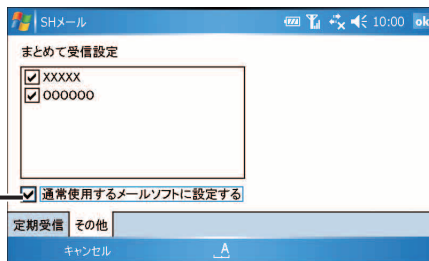 SHメール 10:00 ok
まとめて受信設定
XXXXX
OOOOOO
通常使用するメールソフトに設定する
定期受信 その他
キャンセル A